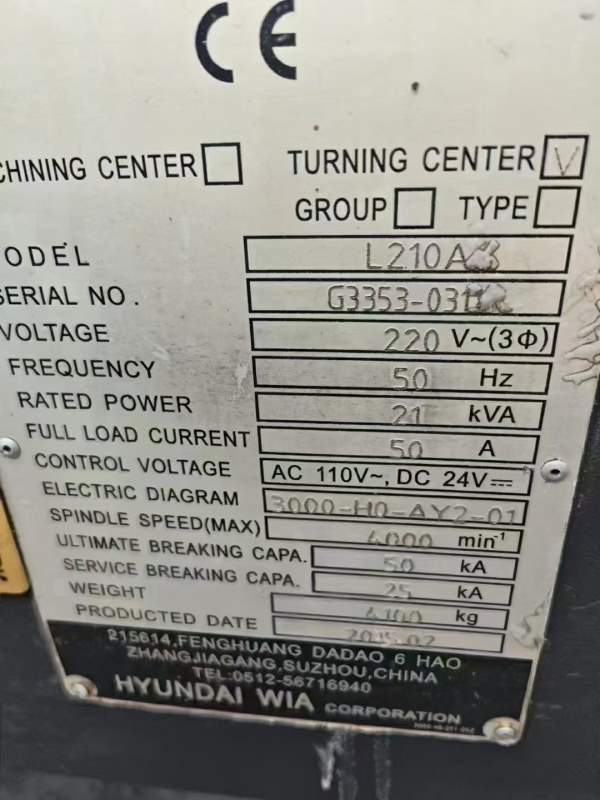 CE
CHINING CENTER TURNING CENTER V
GROUP TYPE
ODEL L210A
SERIAL NO. G3353-031
VOLTAGE 220 V~(3Φ)
FREQUENCY 50 Hz
RATED POWER 21 kVA
FULL LOAD CURRENT 50 A
CONTROL VOLTAGE AC 110V~, DC 24V⎓
ELECTRIC DIAGRAM 3000-H0-AY2-01
SPINDLE SPEED(MAX) 4000 min⁻¹
ULTIMATE BREAKING CAPA. 50 kA
SERVICE BREAKING CAPA. 25 kA
WEIGHT 4100 kg
PRODUCTED DATE 2015.02
215614,FENGHUANG DADAO 6 HAO
ZHANGJIAGANG,SUZHOU,CHINA
TEL:0512-56716940
HYUNDAI WIA CORPORATION